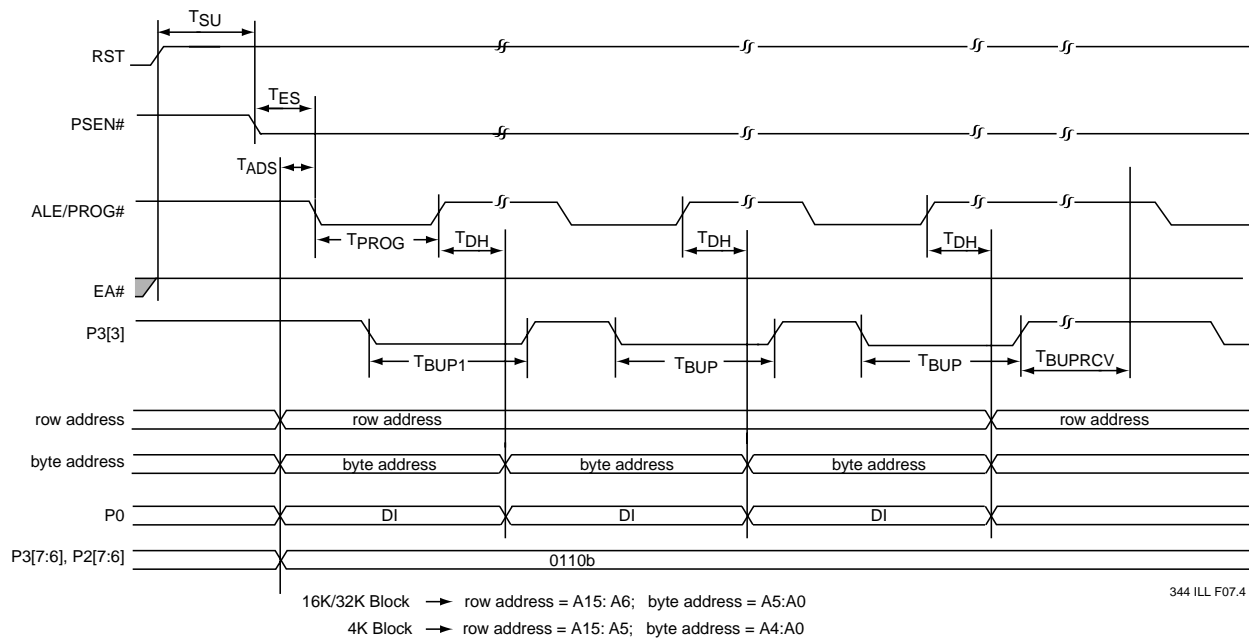 TSU
RST
TES
PSEN#
TADS
ALE/PROG#
TPROG
TDH
TDH
TDH
EA#
P3[3]
TBUP1
TBUP
TBUP
TBUPRCV
row address
row address
row address
byte address
byte address
byte address
byte address
P0
DI
DI
DI
P3[7:6], P2[7:6]
0110b
344 ILL F07.4
16K/32K Block → row address = A15: A6; byte address = A5:A0
4K Block → row address = A15: A5; byte address = A4:A0